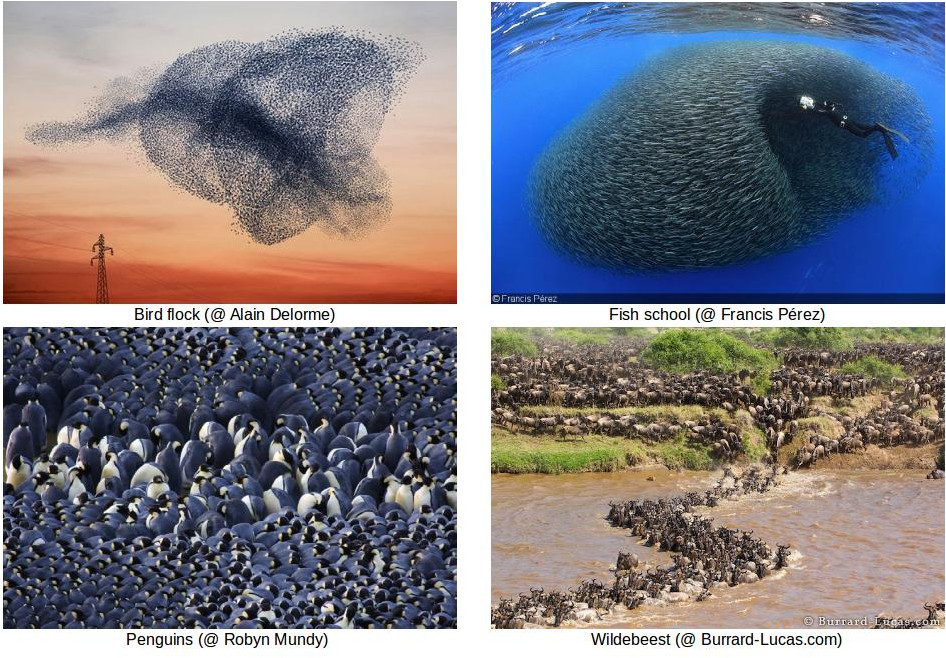 © Francis Pérez
Bird flock (@ Alain Delorme)
Fish school (@ Francis Pérez)
© Burrard-Lucas.com
Penguins (@ Robyn Mundy)
Wildebeest (@ Burrard-Lucas.com)